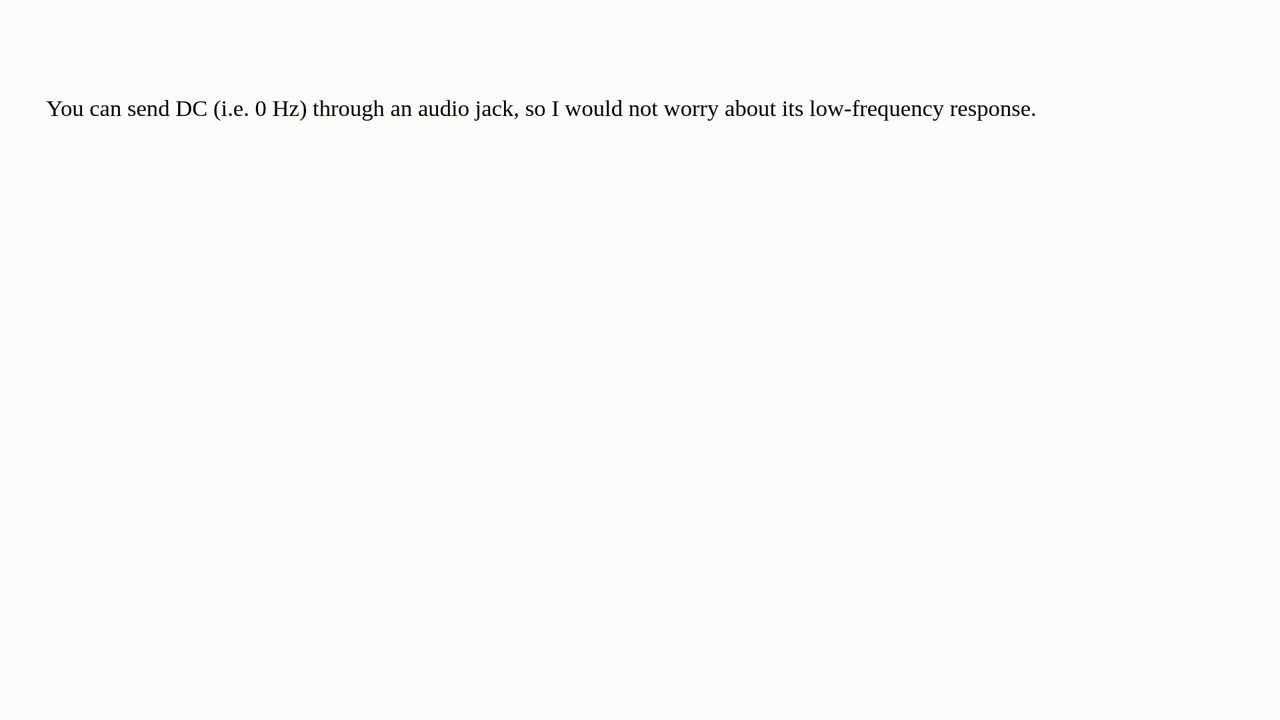 You can send DC (i.e. 0 Hz) through an audio jack, so I would not worry about its low-frequency response.